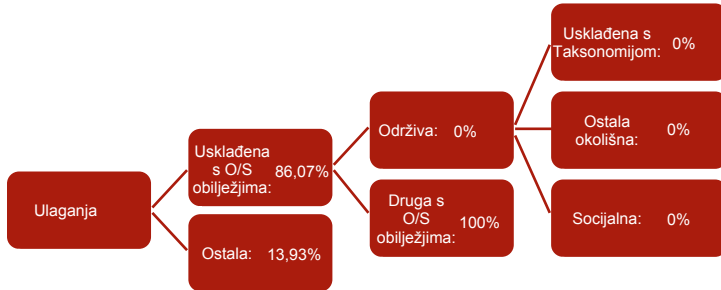 Ulaganja
Usklađena
s O/S
obilježjima:
86,07%
Ostala: 13,93%
Održiva: 0%
Druga s
O/S
obilježjima:
100%
Usklađena s
Taksonomijom:
0%
Ostala
okolišna:
0%
Socijalna: 0%